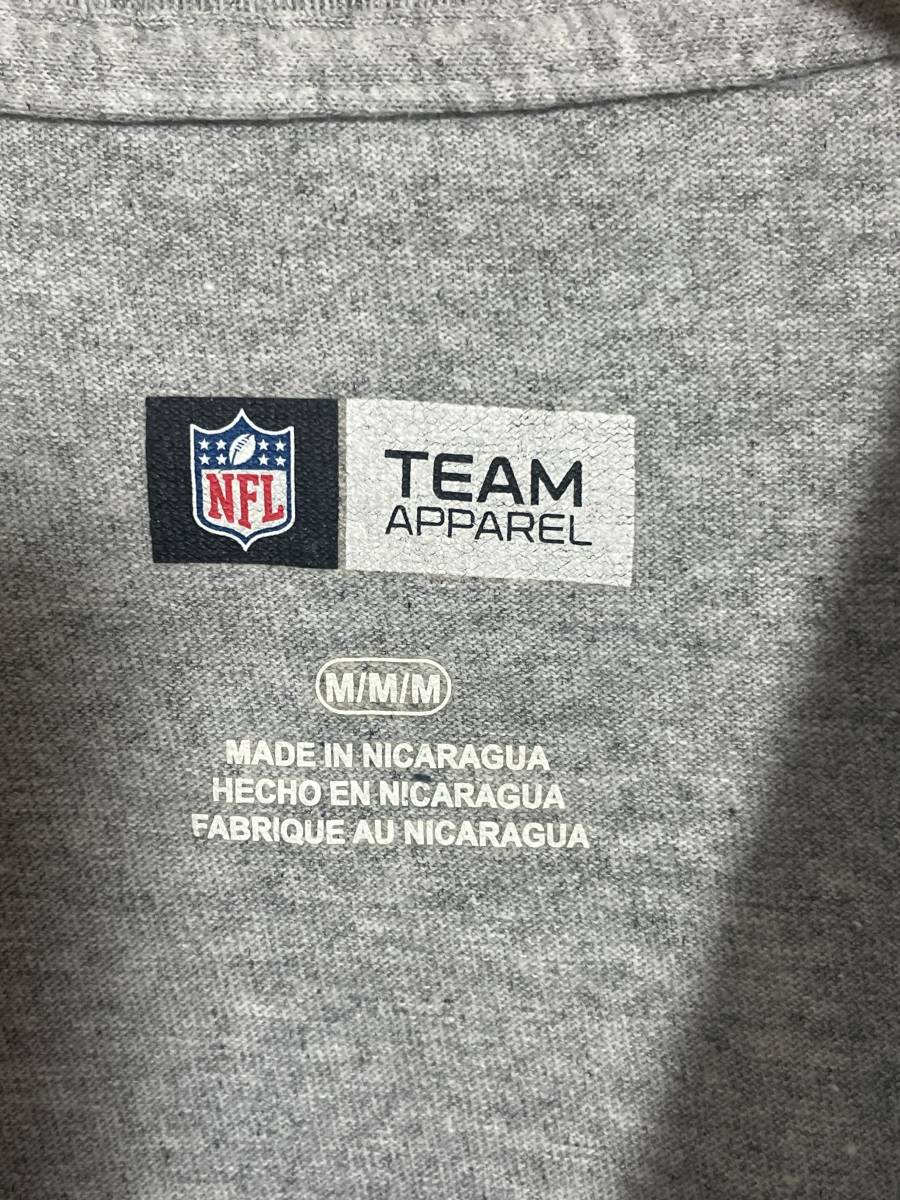 NFL
TEAM
APPAREL
M/M/M
MADE IN NICARAGUA
HECHO EN NICARAGUA
FABRIQUE AU NICARAGUA